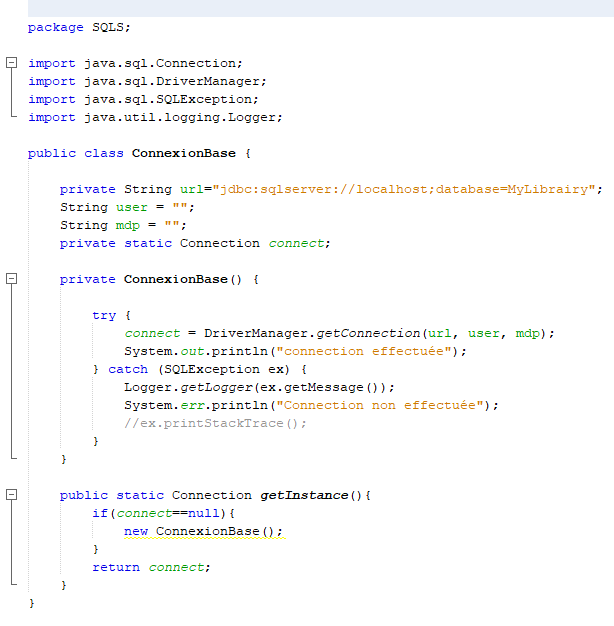 package SQLS;
import java.sql.Connection;
import java.sql.DriverManager;
import java.sql.SQLException;
import java.util.logging.Logger;
public class ConnexionBase {
    private String url="jdbc:sqlserver://localhost;database=MyLibrairy";
    String user = "";
    String mdp = "";
    private static Connection connect;
    private ConnexionBase() {
        try {
            connect = DriverManager.getConnection(url, user, mdp);
            System.out.println("connection effectuée");
        } catch (SQLException ex) {
            Logger.getLogger(ex.getMessage());
            System.err.println("Connection non effectuée");
            //ex.printStackTrace();
        }
    }
    public static Connection getInstance(){
        if(connect==null){
            new ConnexionBase();
        }
        return connect;
    }
}